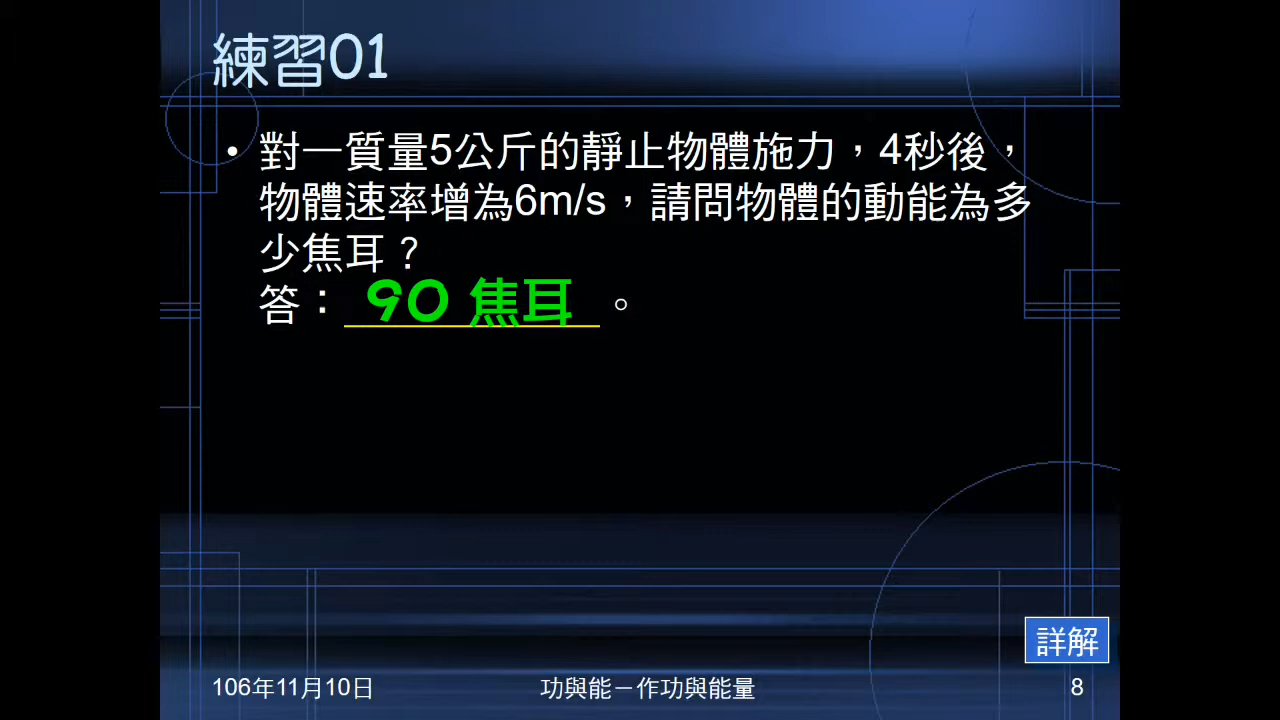 練習01
• 對一質量5公斤的靜止物體施力，4秒後，
物體速率增為6m/s，請問物體的動能為多
少焦耳？
答：90 焦耳。
詳解
106年11月10日
功與能－作功與能量
8